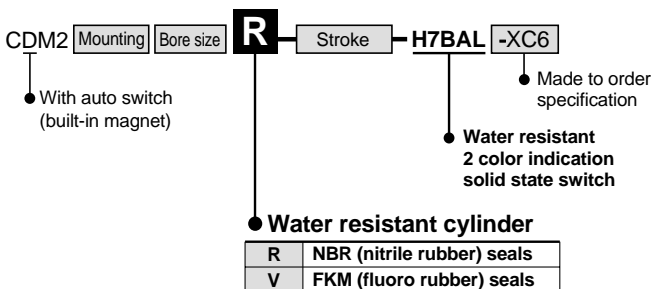 CDM2 Mounting Bore size R Stroke H7BAL -XC6
With auto switch
(built-in magnet)
Made to order
specification
Water resistant
2 color indication
solid state switch
Water resistant cylinder
R NBR (nitrile rubber) seals
V FKM (fluoro rubber) seals